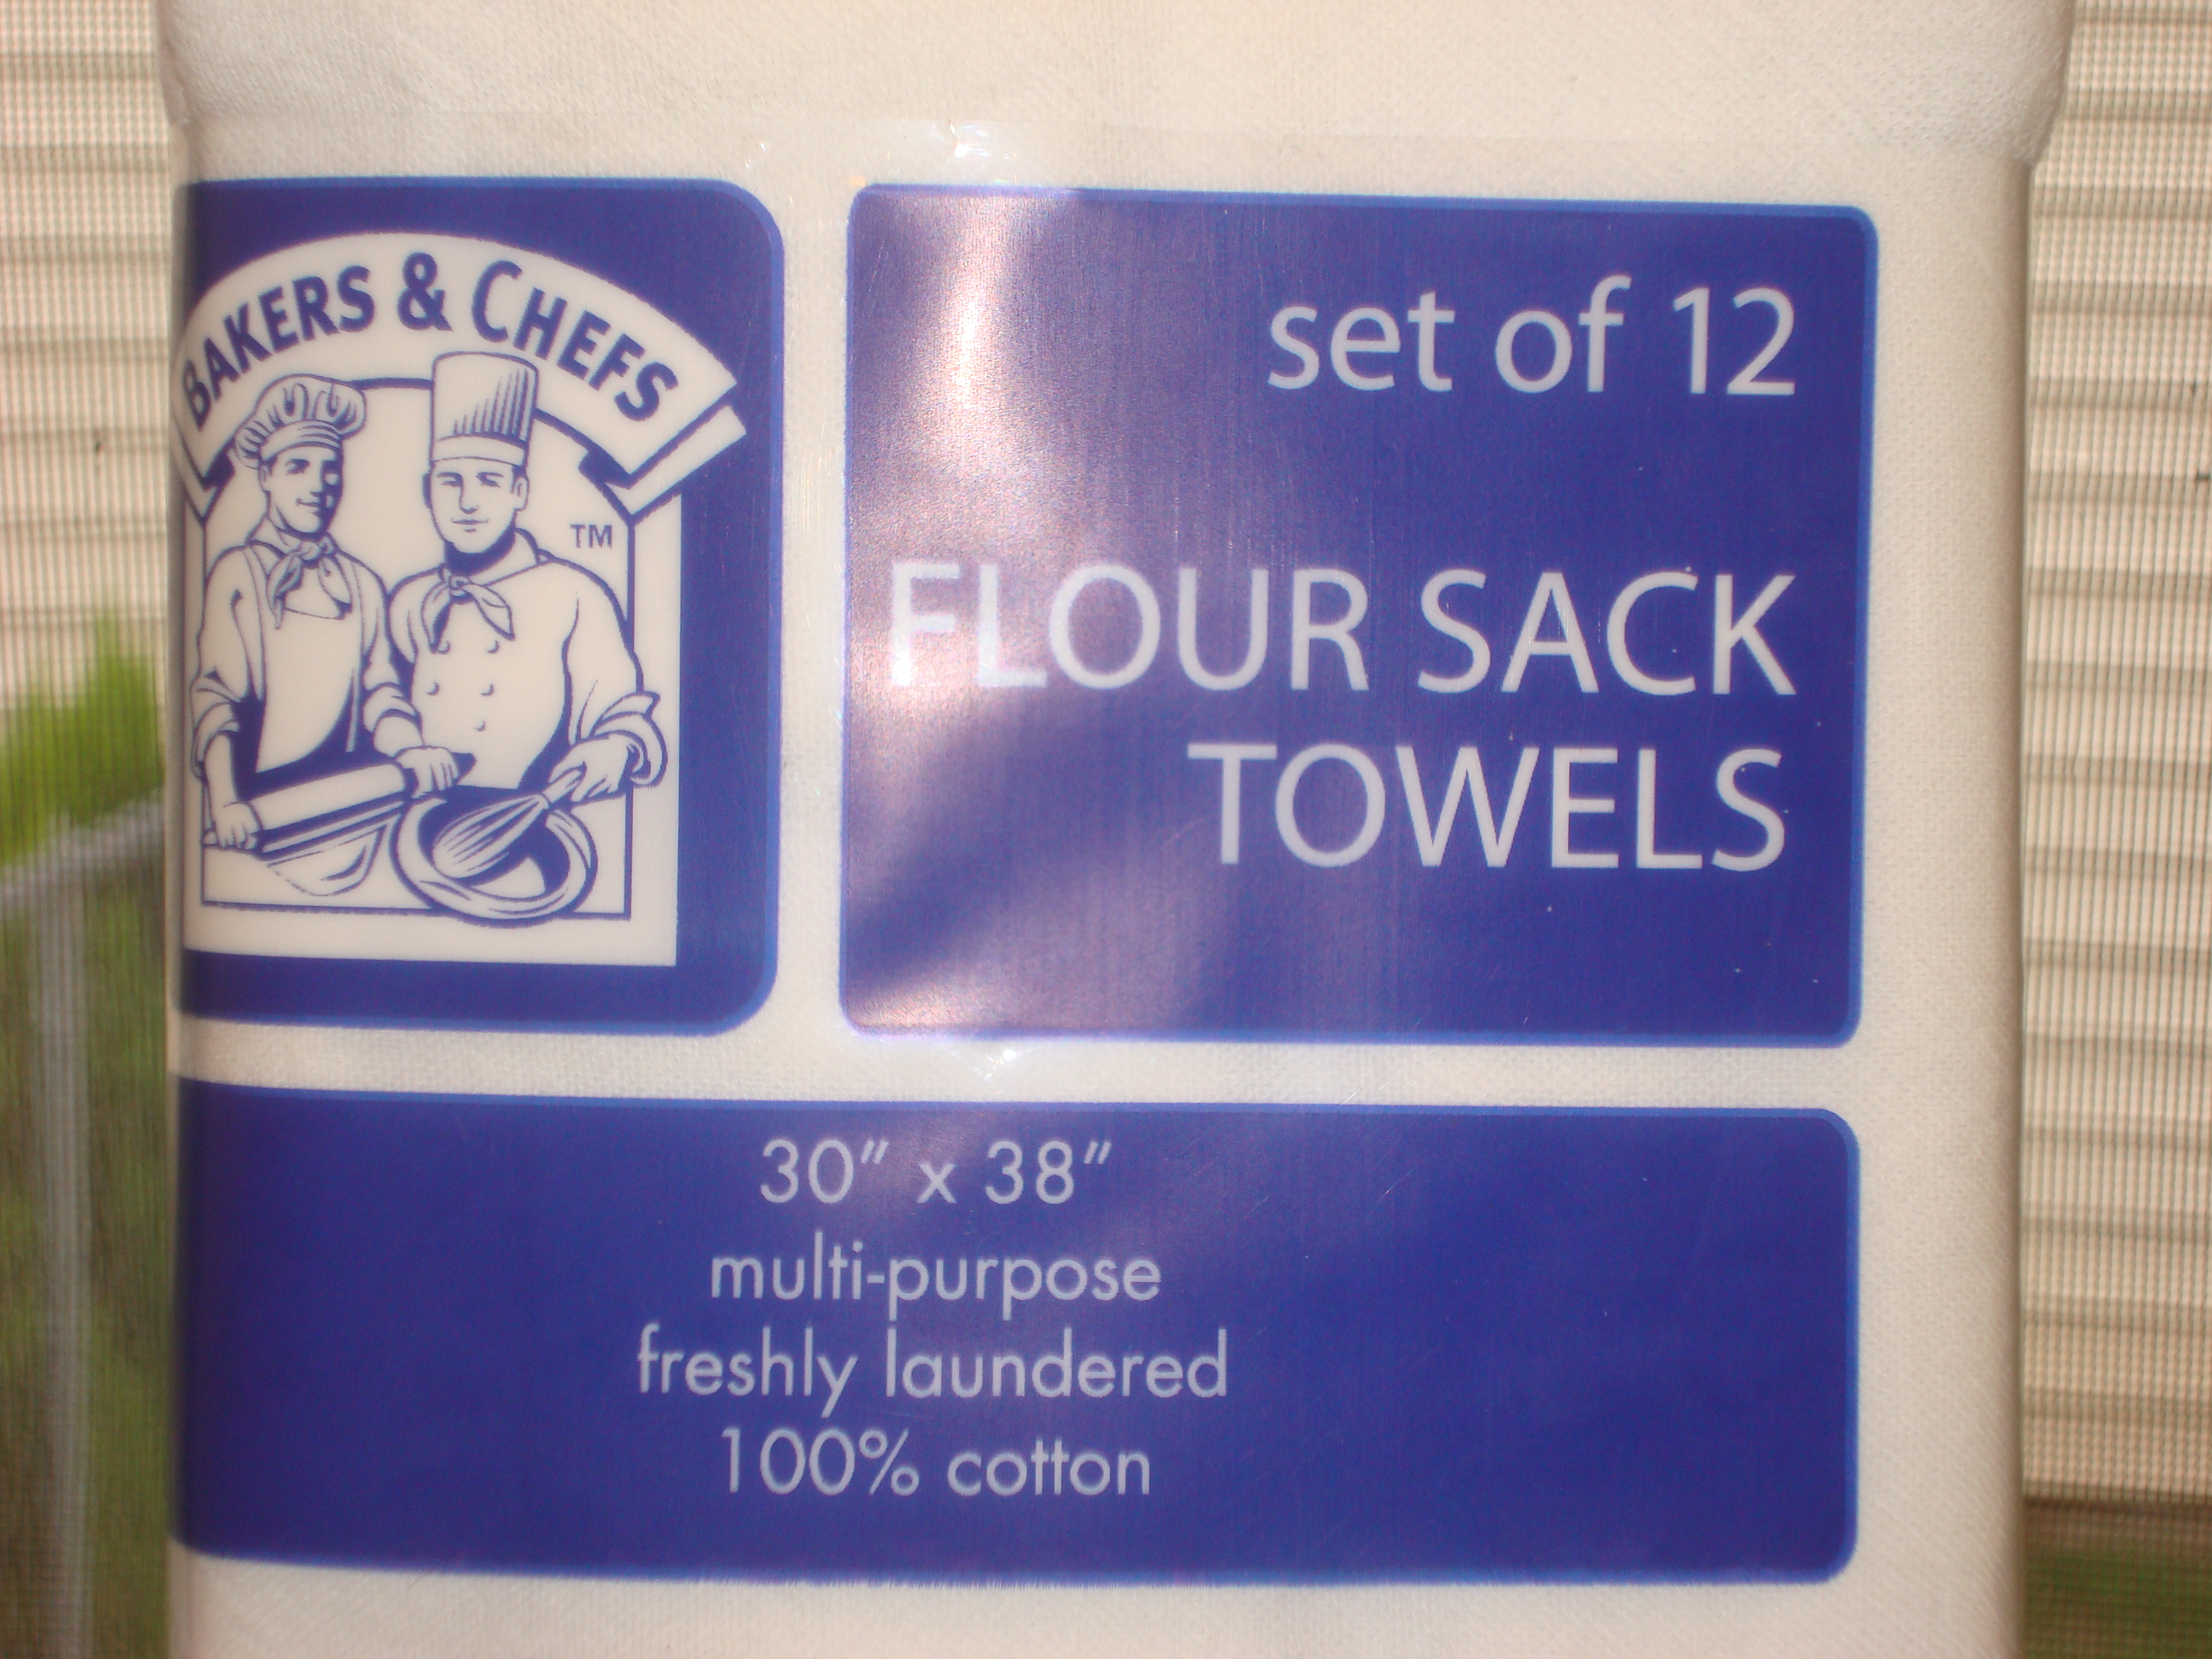 BAKERS & CHEFS
TM
set of 12
FLOUR SACK
TOWELS
30" x 38"
multi-purpose
freshly laundered
100% cotton